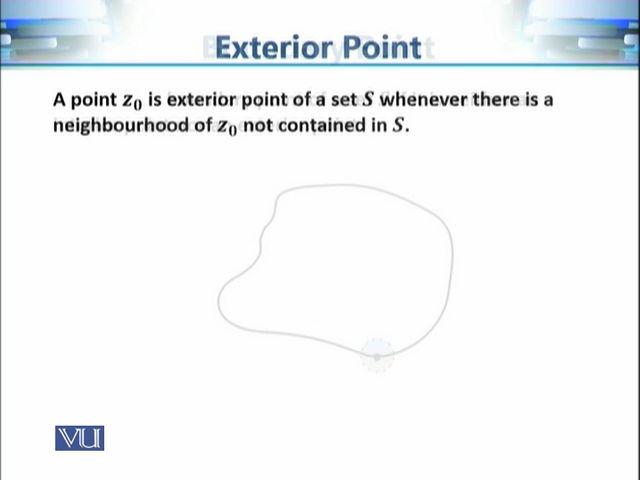 Exterior Point
A point z₀ is exterior point of a set S whenever there is a
neighbourhood of z₀ not contained in S.
VU